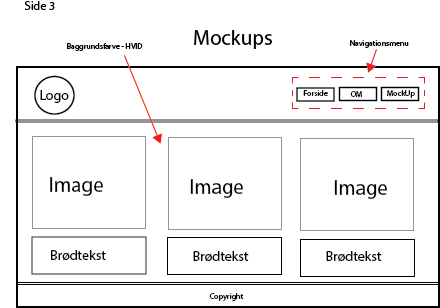 Side 3
Mockups
Baggrundsfarve - HVID
Navigationsmenu
Logo
Forside OM MockUp
Image Image Image
Brødtekst Brødtekst Brødtekst
Copyright